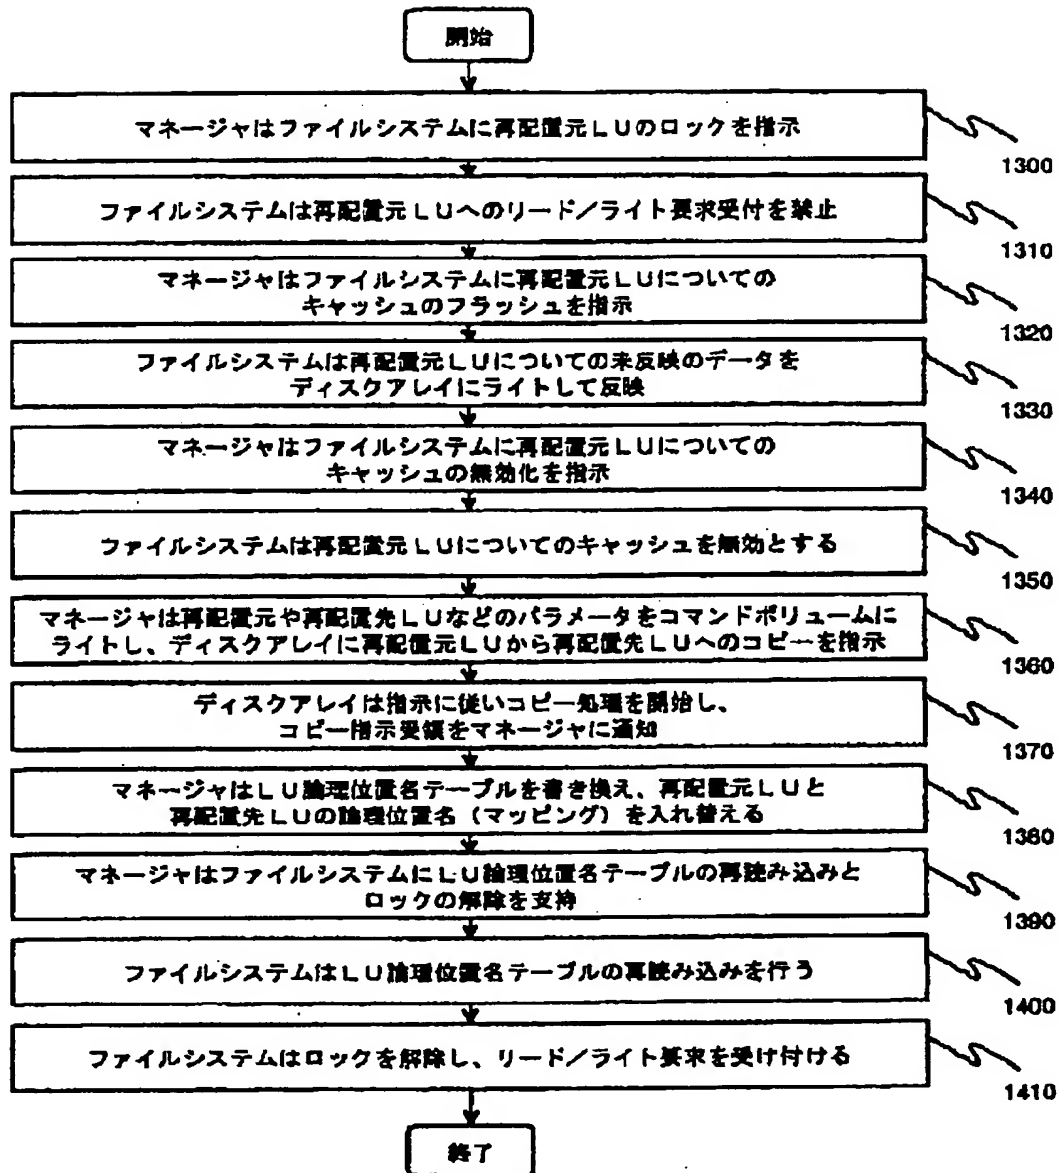 開始
マネージャはファイルシステムに再配置元LUのロックを指示
1300
ファイルシステムは再配置元LUへのリード/ライト要求受付を禁止
1310
マネージャはファイルシステムに再配置元LUについての
キャッシュのフラッシュを指示
1320
ファイルシステムは再配置元LUについての未反映のデータを
ディスクアレイにライトして反映
1330
マネージャはファイルシステムに再配置元LUについての
キャッシュの無効化を指示
1340
ファイルシステムは再配置元LUについてのキャッシュを無効とする
1350
マネージャは再配置元や再配置先LUなどのパラメータをコマンドボリュームに
ライトし、ディスクアレイに再配置元LUから再配置先LUへのコピーを指示
1360
ディスクアレイは指示に従いコピー処理を開始し、
コピー指示受領をマネージャに通知
1370
マネージャはLU論理位置名テーブルを書き換え、再配置元LUと
再配置先LUの論理位置名(マッピング)を入れ替える
1380
マネージャはファイルシステムにLU論理位置名テーブルの再読み込みと
ロックの解除を支持
1390
ファイルシステムはLU論理位置名テーブルの再読み込みを行う
1400
ファイルシステムはロックを解除し、リード/ライト要求を受け付ける
1410
終了